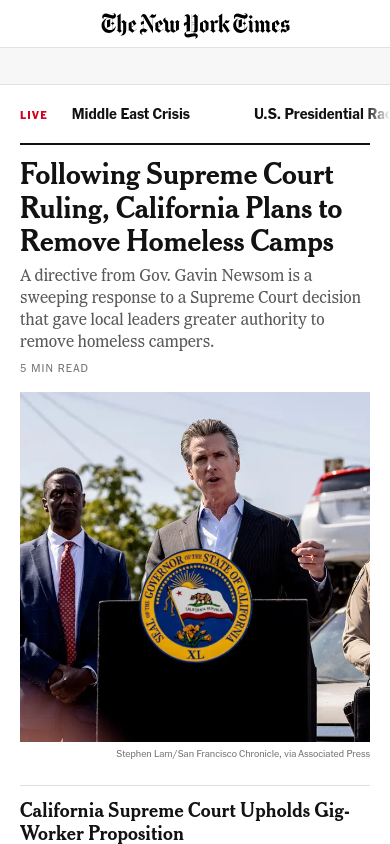 The New York Times
LIVE
Middle East Crisis
U.S. Presidential Rac
Following Supreme Court
Ruling, California Plans to
Remove Homeless Camps
A directive from Gov. Gavin Newsom is a
sweeping response to a Supreme Court decision
that gave local leaders greater authority to
remove homeless campers.
5 MIN READ
SEAL OF THE GOVERNOR OF THE STATE OF CALIFORNIA
CALIFORNIA REPUBLIC
XL
Stephen Lam/San Francisco Chronicle, via Associated Press
California Supreme Court Upholds Gig-
Worker Proposition